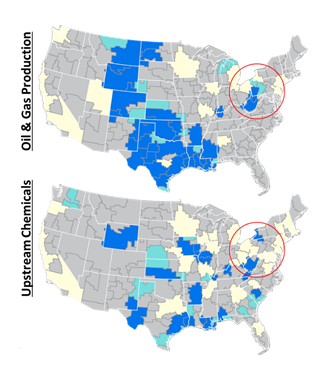 Oil & Gas Production
Upstream Chemicals